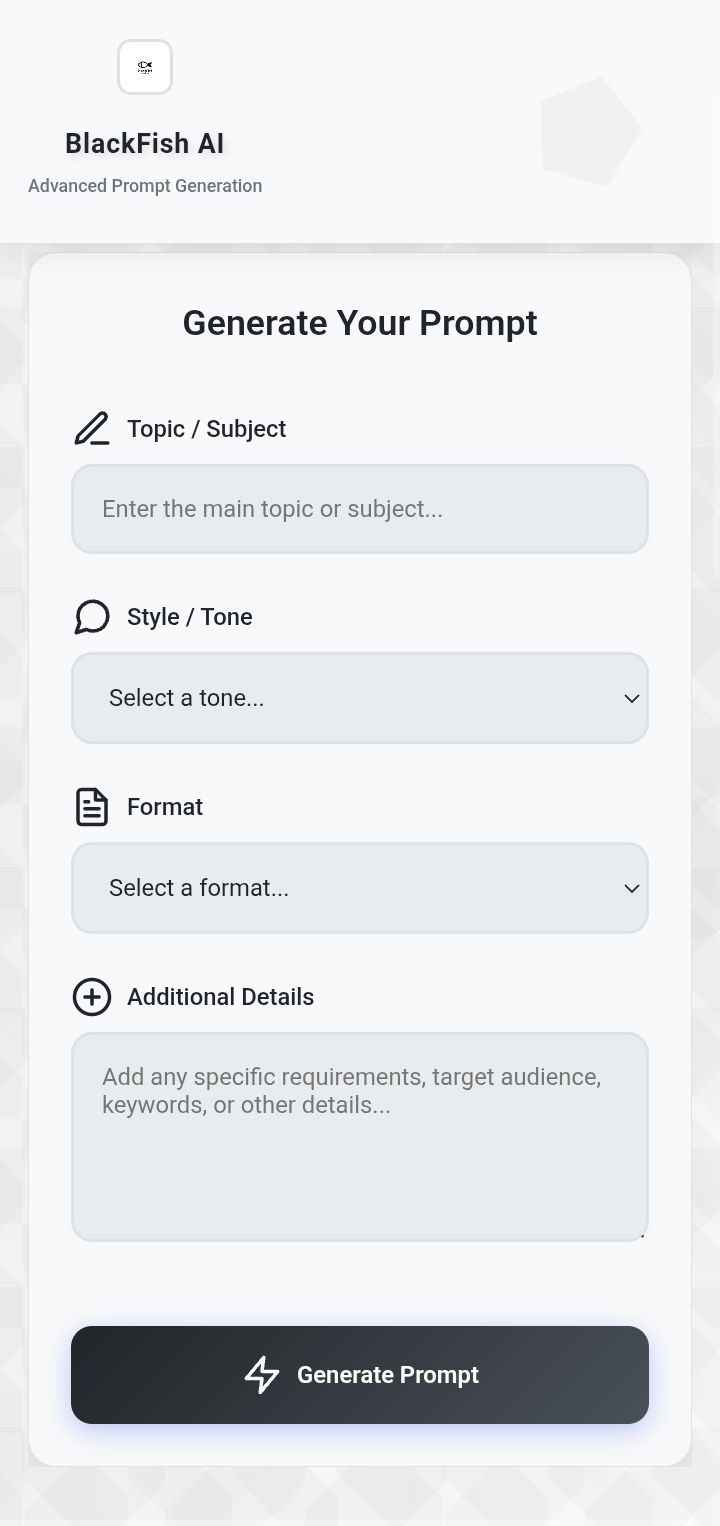 BlackFish AI
Advanced Prompt Generation
Generate Your Prompt
Topic / Subject
Enter the main topic or subject...
Style / Tone
Select a tone...
Format
Select a format...
Additional Details
Add any specific requirements, target audience,
keywords, or other details...
Generate Prompt